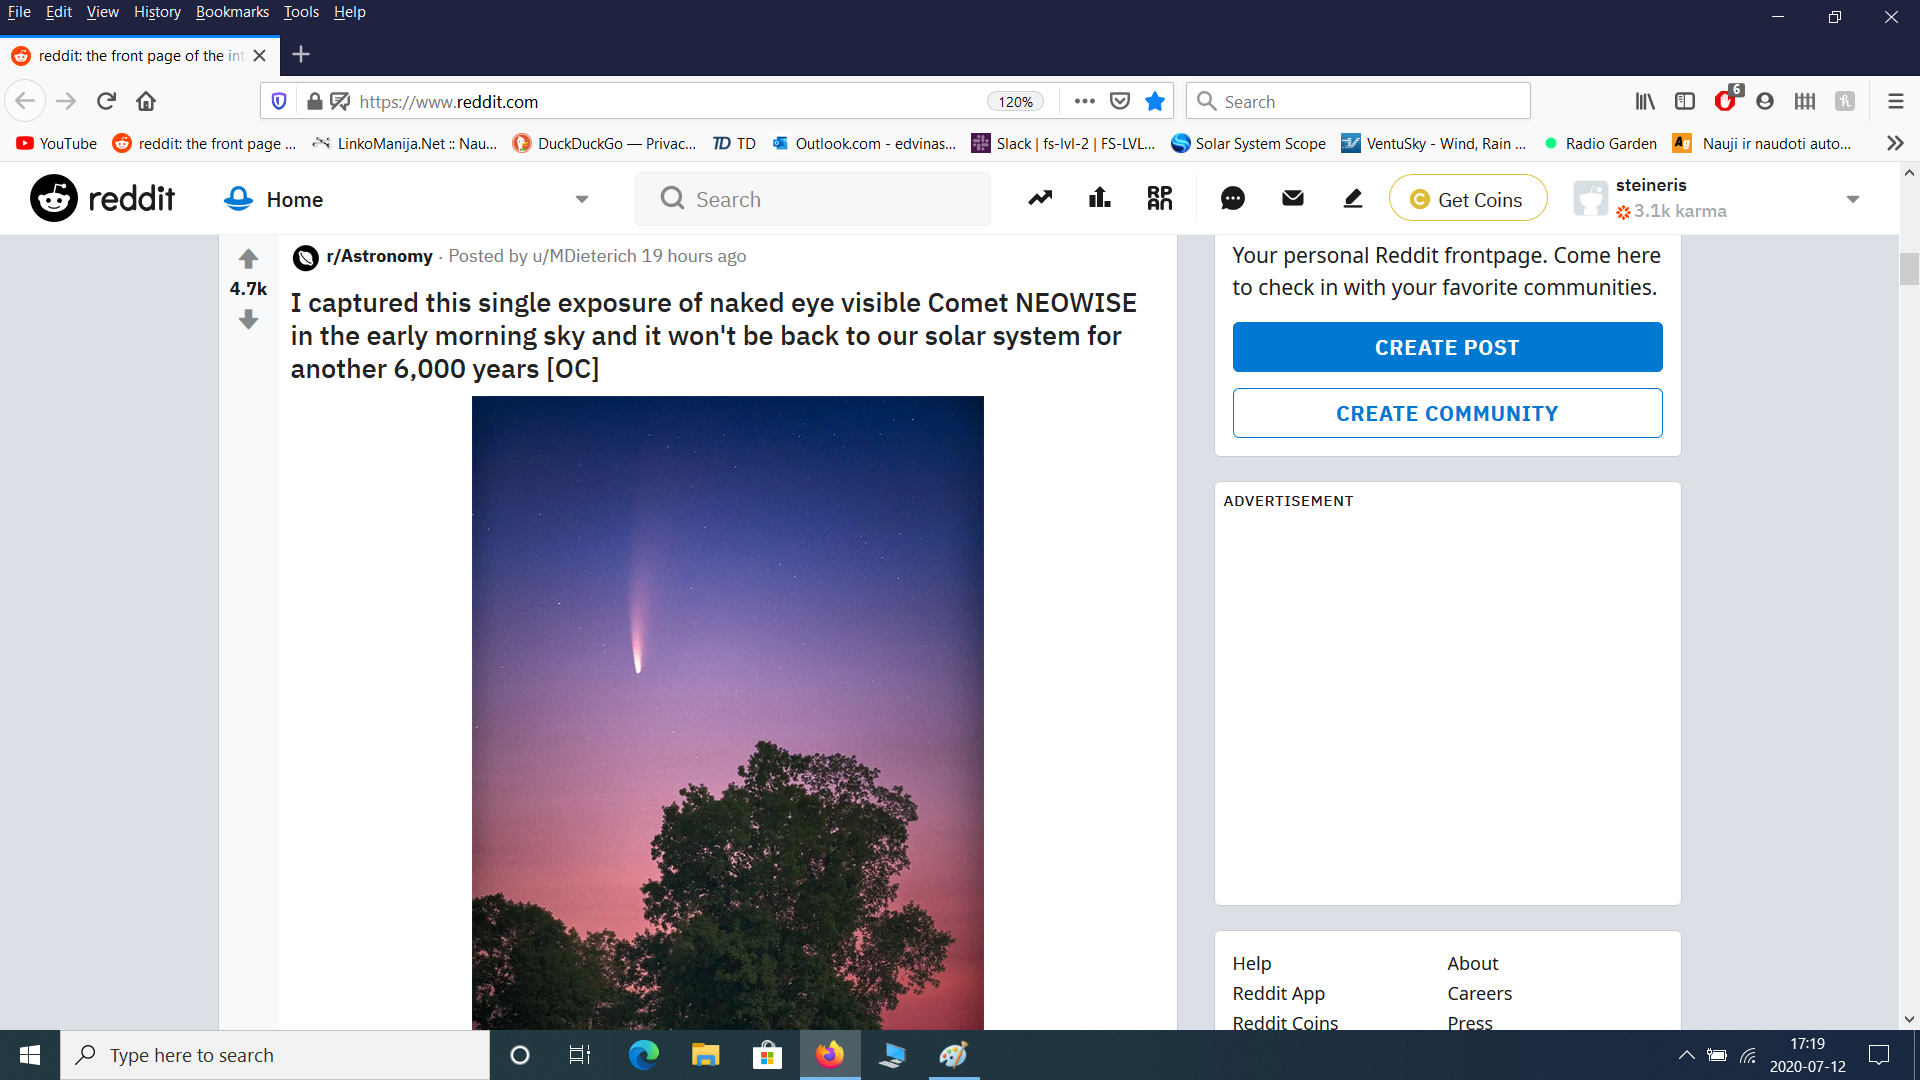 File Edit View History Bookmarks Tools Help
reddit: the front page of the int
https://www.reddit.com
120%
Search
6
YouTube
reddit: the front page ...
LinkoManija.Net :: Nau...
DuckDuckGo — Privac...
TD TD
Outlook.com - edvinas...
Slack | fs-lvl-2 | FS-LVL...
Solar System Scope
VentuSky - Wind, Rain ...
Radio Garden
Ag
Nauji ir naudoti auto...
reddit
Home
Search
Get Coins
steineris
3.1k karma
4.7k
r/Astronomy · Posted by u/MDieterich 19 hours ago
I captured this single exposure of naked eye visible Comet NEOWISE
in the early morning sky and it won't be back to our solar system for
another 6,000 years [OC]
Your personal Reddit frontpage. Come here
to check in with your favorite communities.
CREATE POST
CREATE COMMUNITY
ADVERTISEMENT
Help
About
Reddit App
Careers
Reddit Coins
Press
Type here to search
17:19
2020-07-12